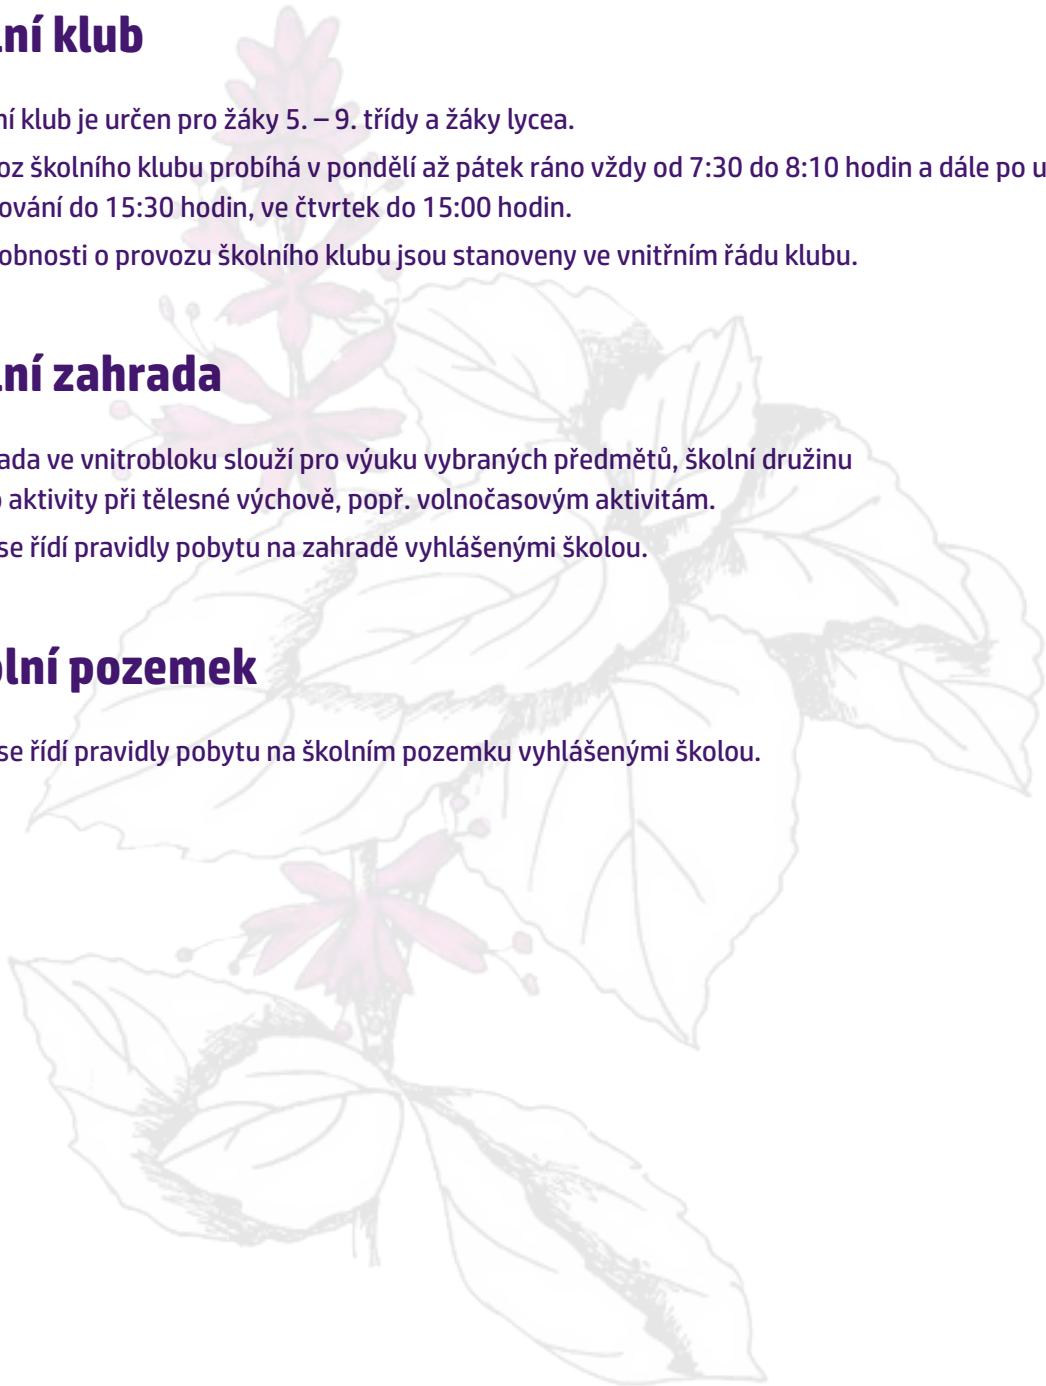 lní klub
ní klub je určen pro žáky 5. – 9. třídy a žáky lycea.
oz školního klubu probíhá v pondělí až pátek ráno vždy od 7:30 do 8:10 hodin a dále po u
ování do 15:30 hodin, ve čtvrtek do 15:00 hodin.
obnosti o provozu školního klubu jsou stanoveny ve vnitřním řádu klubu.
lní zahrada
ada ve vnitrobloku slouží pro výuku vybraných předmětů, školní družinu
o aktivity při tělesné výchově, popř. volnočasovým aktivitám.
se řídí pravidly pobytu na zahradě vyhlášenými školou.
olní pozemek
se řídí pravidly pobytu na školním pozemku vyhlášenými školou.